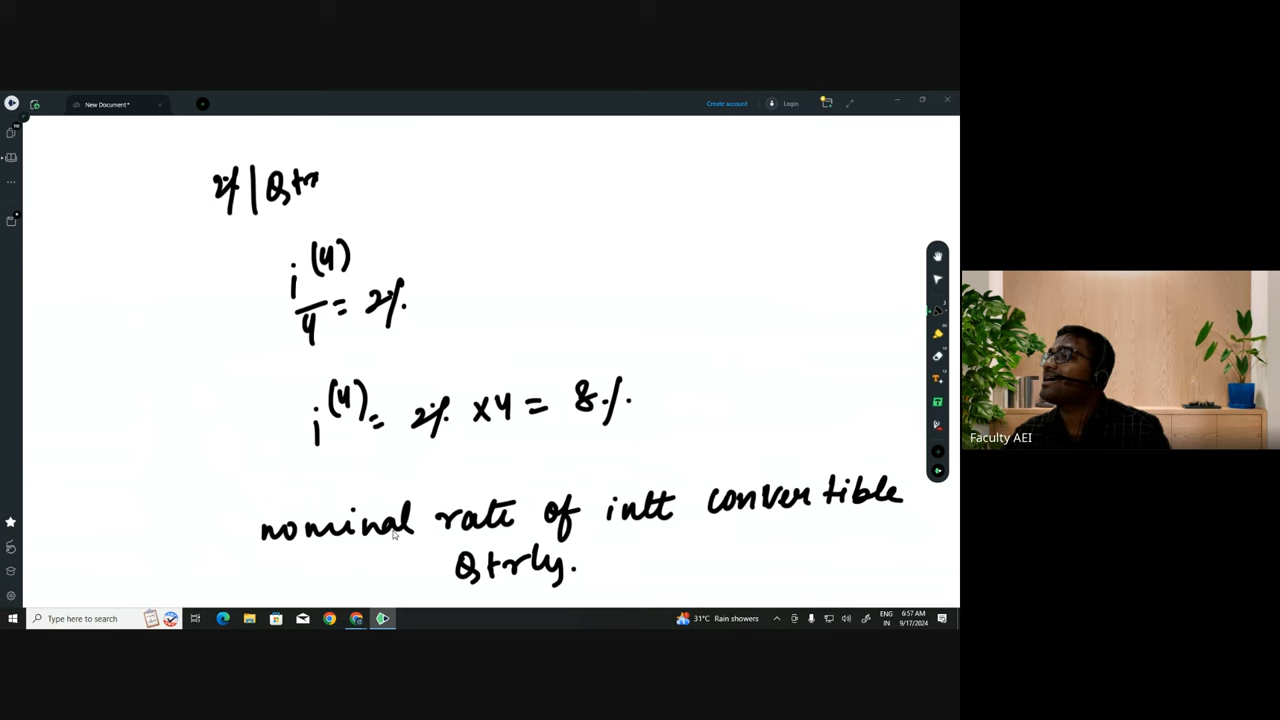 New Document*
Create account
Login
2% | Qtr
i^(4)/4 = 2%
i^(4) = 2% x4 = 8%
nominal rate of intt convertible
Qtrly.
Faculty AEI
Type here to search
31°C Rain showers
ENG
IN
6:57 AM
9/17/2024